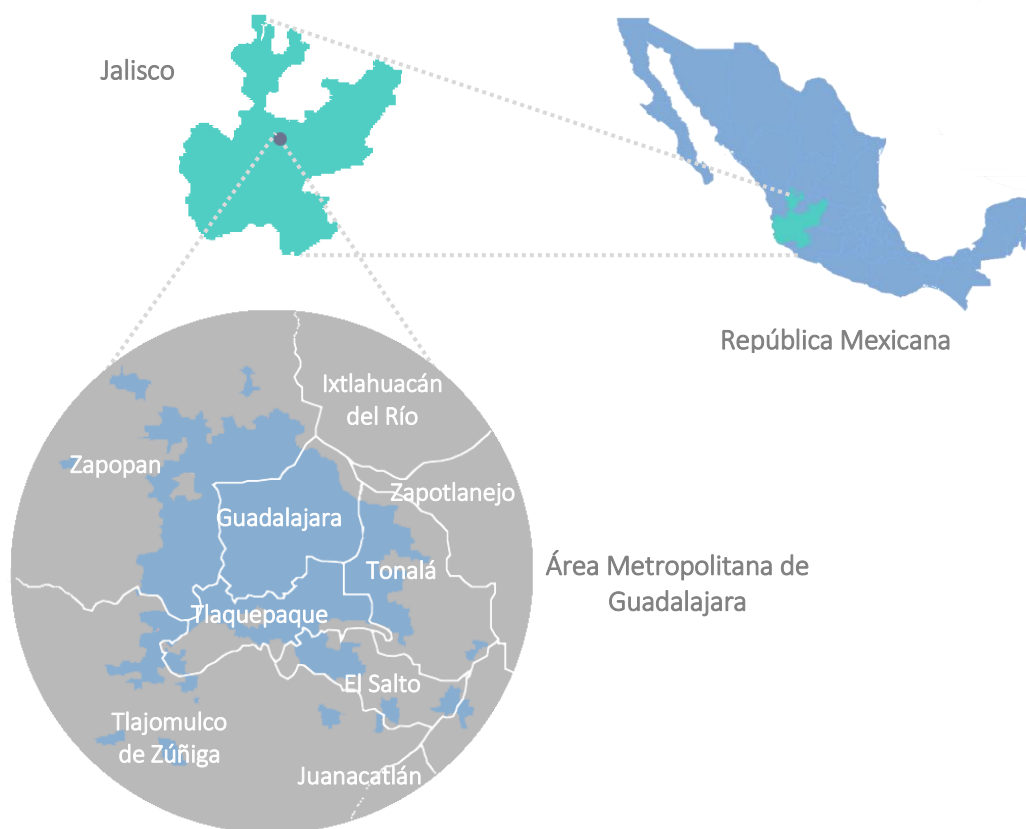 Jalisco
República Mexicana
Ixtlahuacán
del Río
Zapopan
Zapotlanejo
Guadalajara
Tonalá
Área Metropolitana de
Guadalajara
Tlaquepaque
El Salto
Tlajomulco
de Zúñiga
Juanacatlán